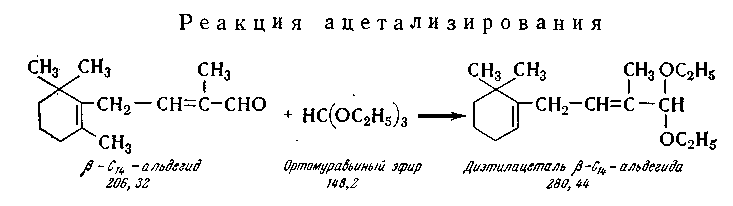 Реакция ацетализирования
CH₃ CH₃ CH₃ CH₃ CH₃ CH₃ OC₂H₅
CH₂ — CH=C — CHO + HC(OC₂H₅)₃ → CH₂ — CH=C — CH
CH₃ OC₂H₅
β-C₁₄-альдегид Ортомуравьиный эфир Диэтилацеталь β-C₁₄-альдегида
206,32 148,2 280,44